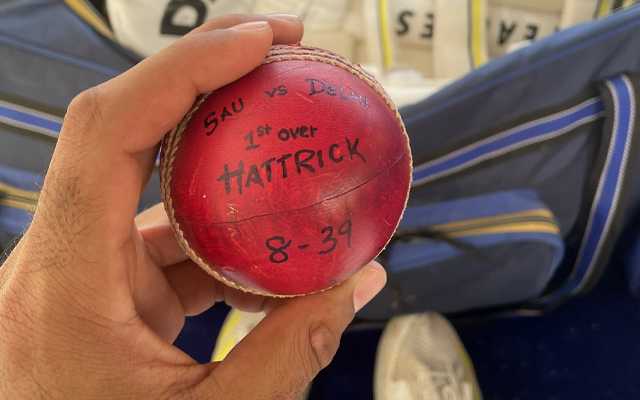 SAU vs DELHI
1st over
HATTRICK
8-39